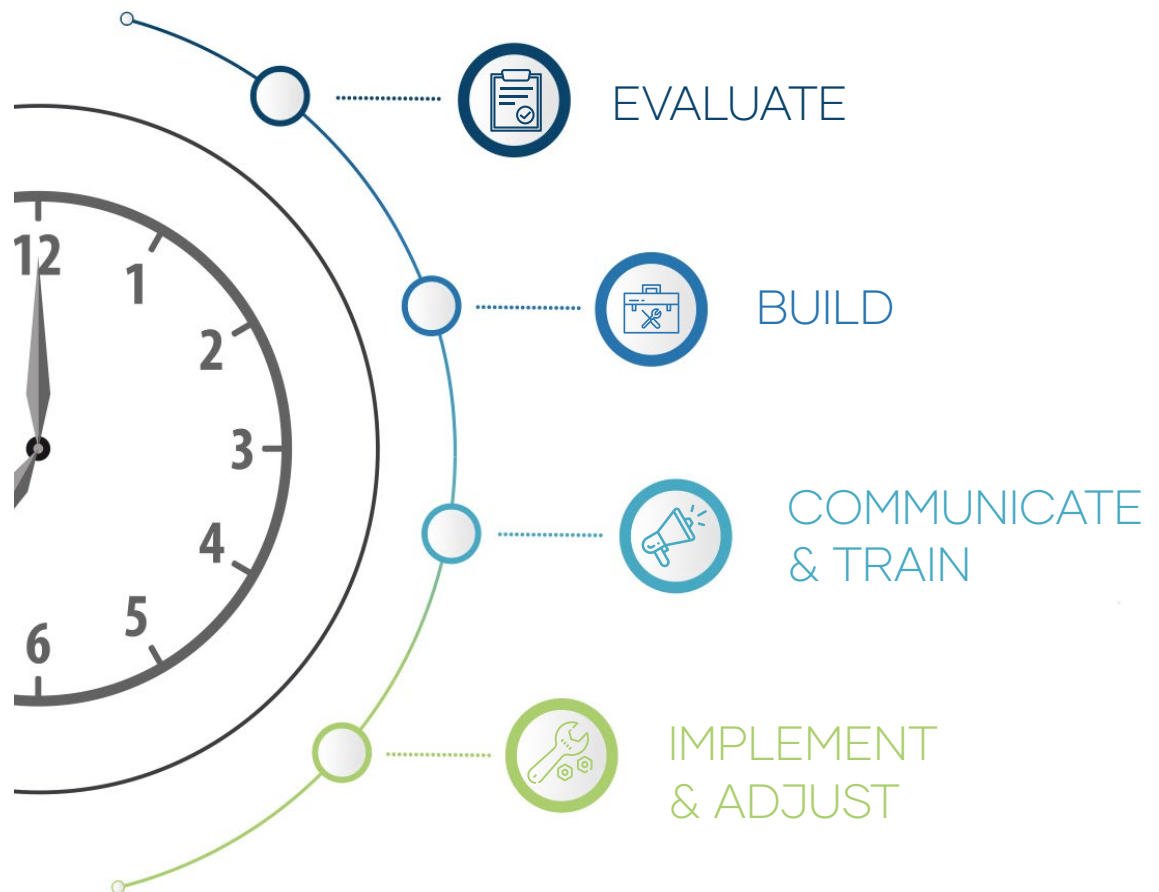 EVALUATE
12
1
BUILD
2
3
COMMUNICATE
& TRAIN
4
5
6
IMPLEMENT
& ADJUST